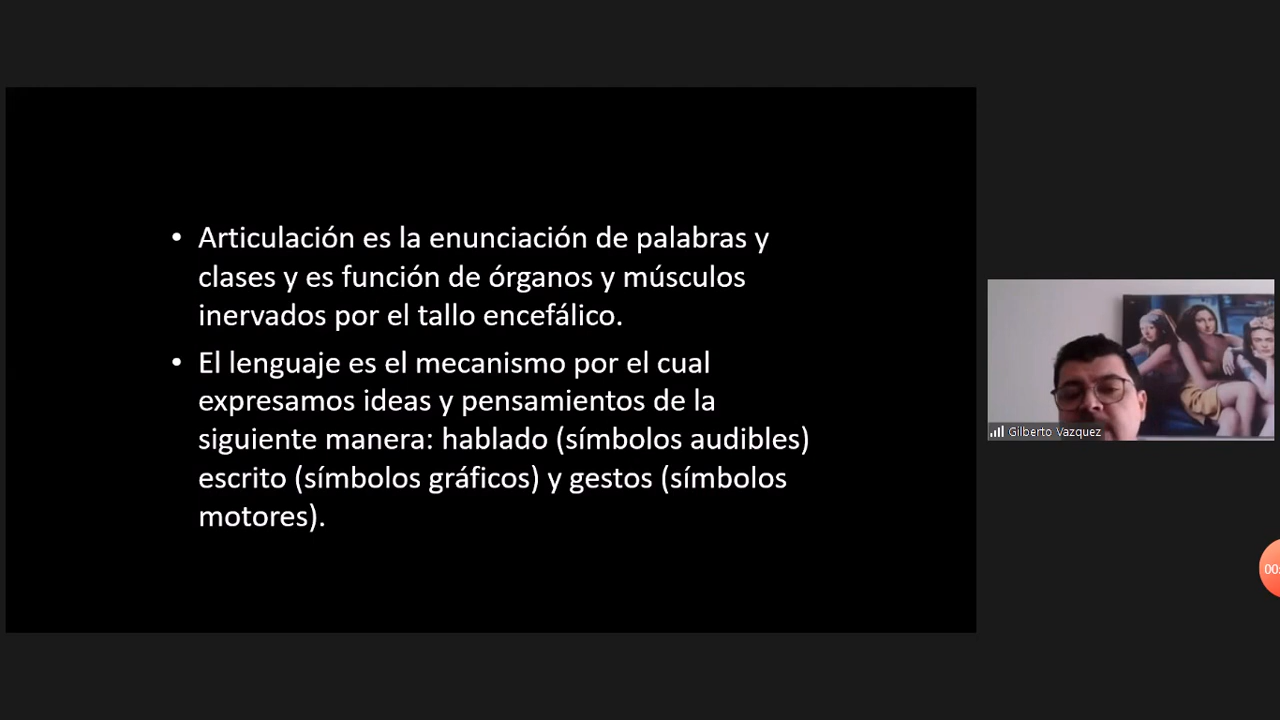 • Articulación es la enunciación de palabras y
clases y es función de órganos y músculos
inervados por el tallo encefálico.
• El lenguaje es el mecanismo por el cual
expresamos ideas y pensamientos de la
siguiente manera: hablado (símbolos audibles)
escrito (símbolos gráficos) y gestos (símbolos
motores).
Gilberto Vazquez
00: